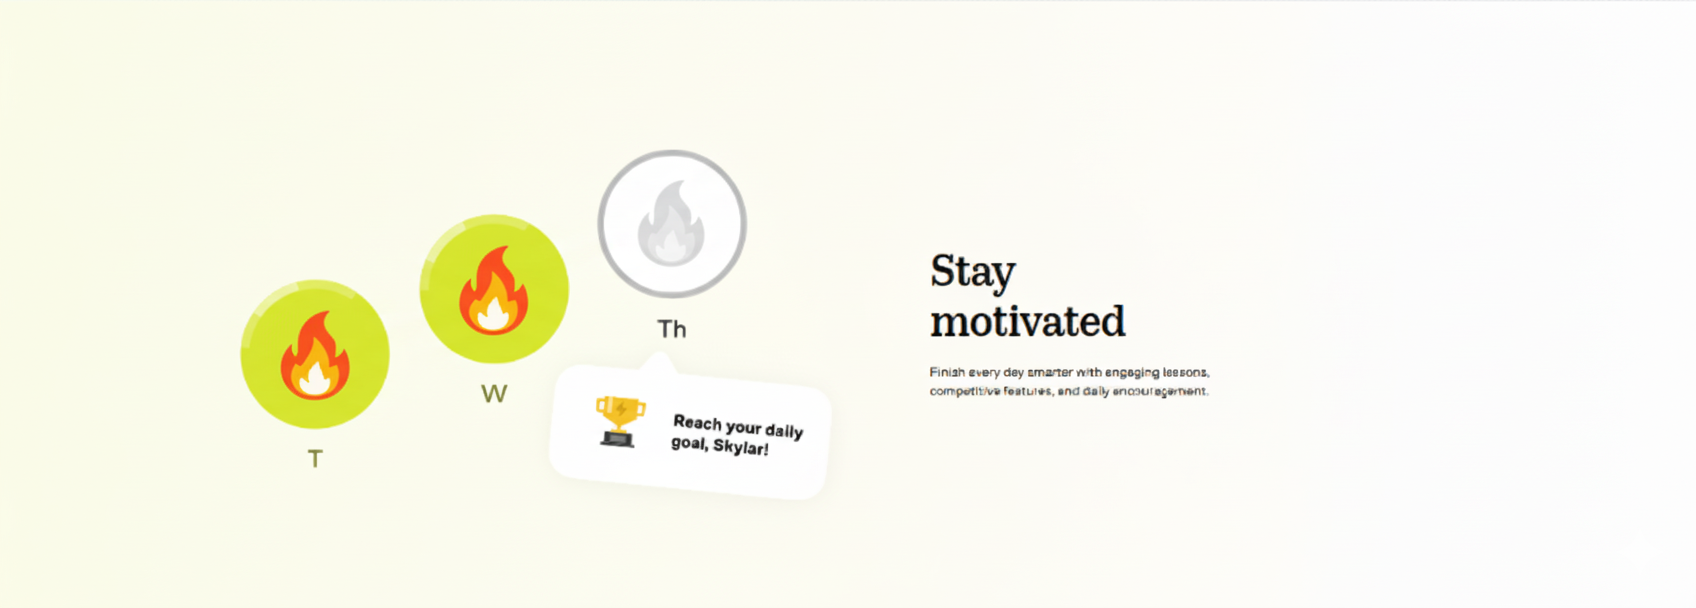 T
W
Th
Reach your daily
goal, Skylar!
Stay
motivated
Finish every day smarter with engaging lessons,
competitive features, and daily encouragement.